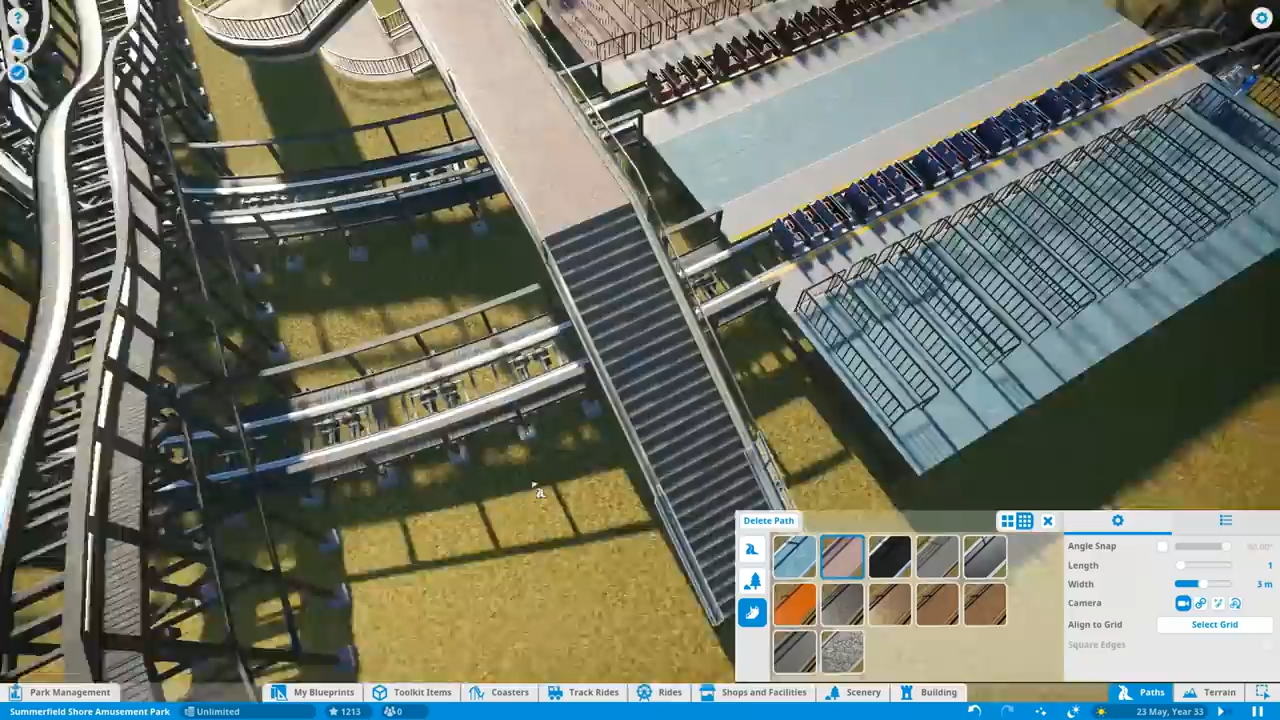 Delete Path
Angle Snap
90.00°
Length
1
Width
3 m
Camera
Align to Grid
Select Grid
Square Edges
Park Management
My Blueprints
Toolkit Items
Coasters
Track Rides
Rides
Shops and Facilities
Scenery
Building
Paths
Terrain
Summerfield Shore Amusement Park
Unlimited
1213
0
23 May, Year 33